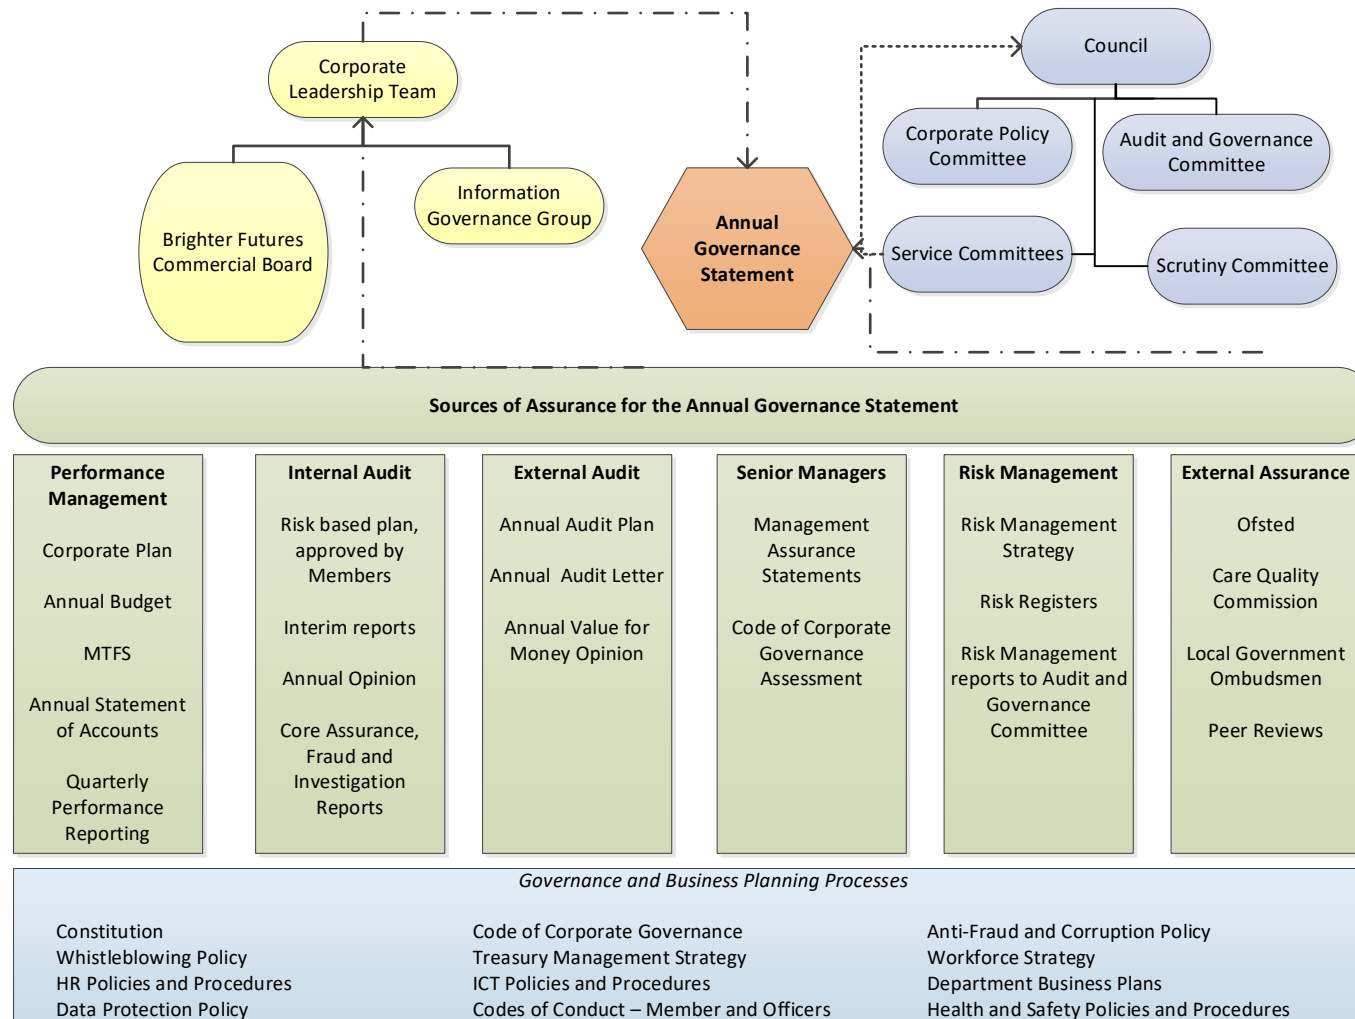 Corporate
Leadership Team
Council
Corporate Policy
Committee
Audit and Governance
Committee
Information
Governance Group
Brighter Futures
Commercial Board
Annual
Governance
Statement
Service Committees
Scrutiny Committee
Sources of Assurance for the Annual Governance Statement
Performance
Management
Corporate Plan
Annual Budget
MTFS
Annual Statement
of Accounts
Quarterly
Performance
Reporting
Internal Audit
Risk based plan,
approved by
Members
Interim reports
Annual Opinion
Core Assurance,
Fraud and
Investigation
Reports
External Audit
Annual Audit Plan
Annual  Audit Letter
Annual Value for
Money Opinion
Senior Managers
Management
Assurance
Statements
Code of Corporate
Governance
Assessment
Risk Management
Risk Management
Strategy
Risk Registers
Risk Management
reports to Audit and
Governance
Committee
External Assurance
Ofsted
Care Quality
Commission
Local Government
Ombudsmen
Peer Reviews
Governance and Business Planning Processes
Constitution
Whistleblowing Policy
HR Policies and Procedures
Data Protection Policy
Code of Corporate Governance
Treasury Management Strategy
ICT Policies and Procedures
Codes of Conduct – Member and Officers
Anti-Fraud and Corruption Policy
Workforce Strategy
Department Business Plans
Health and Safety Policies and Procedures